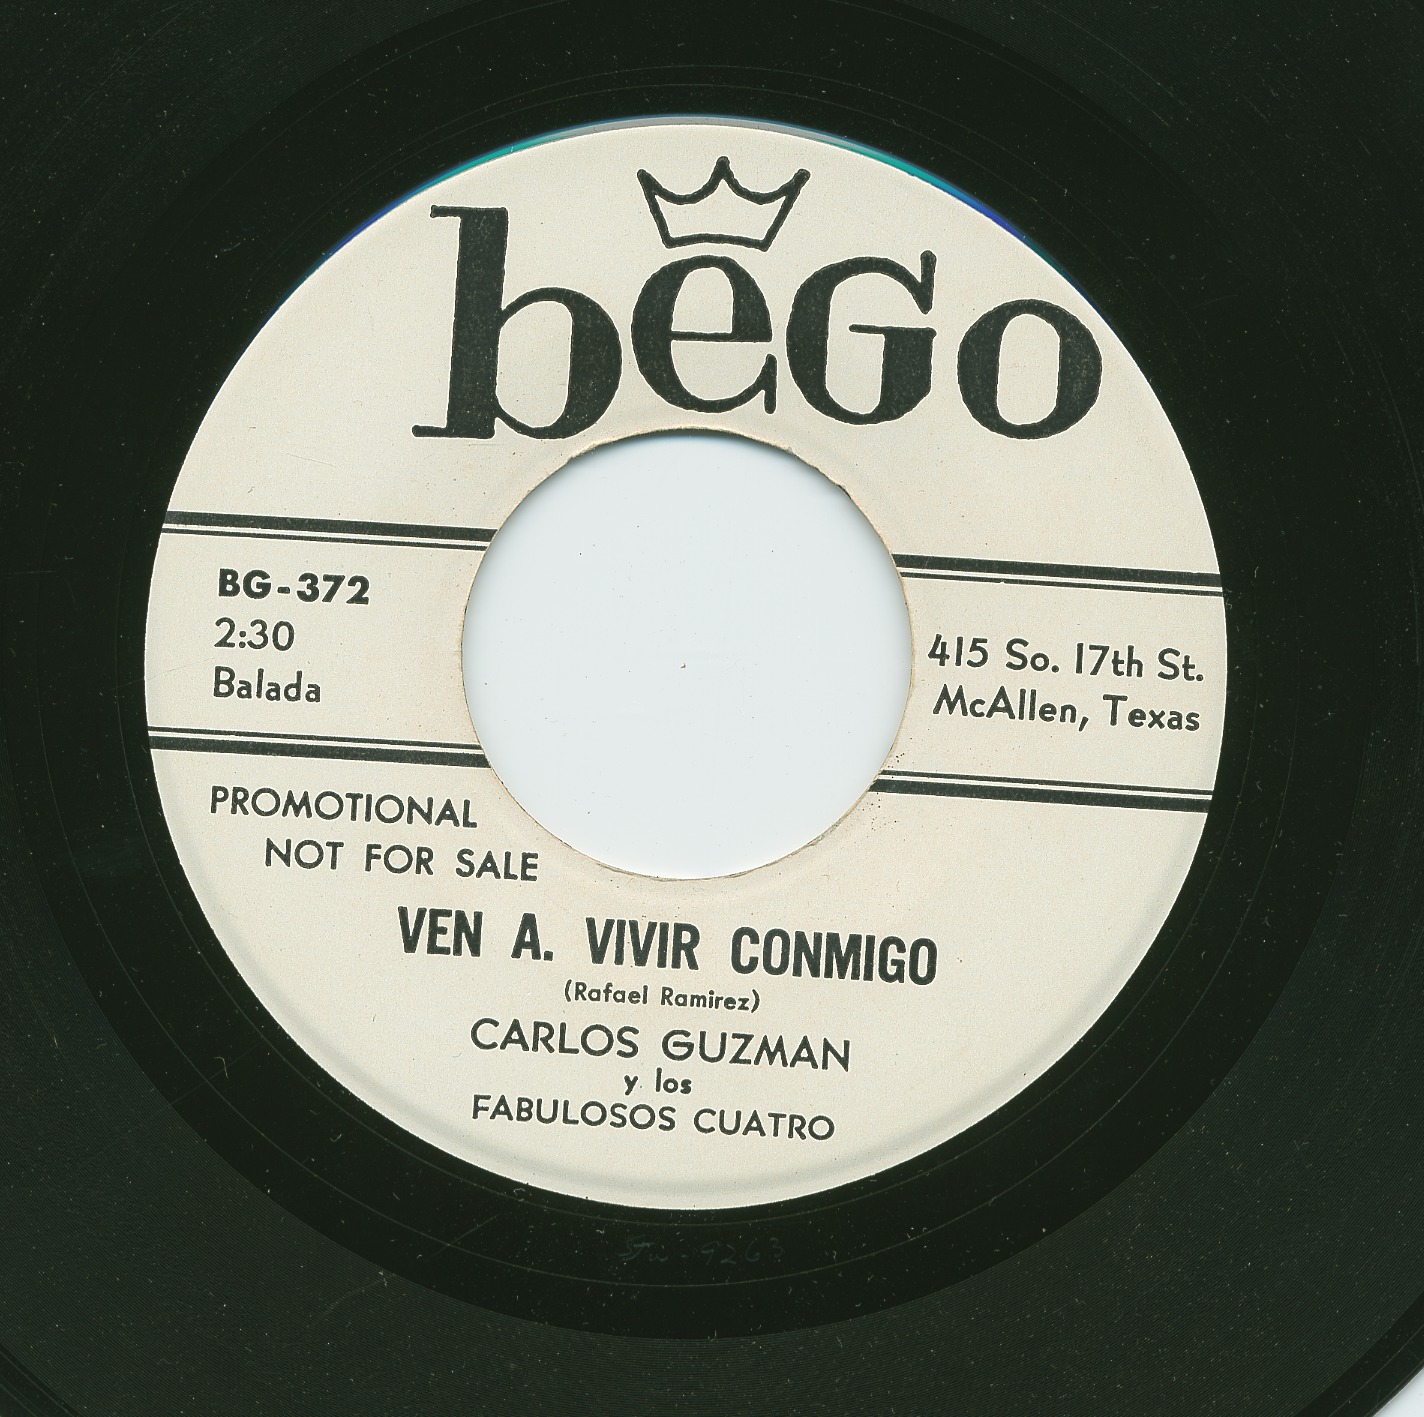 beGo
BG-372
2:30
Balada
415 So. 17th St.
McAllen, Texas
PROMOTIONAL
NOT FOR SALE
VEN A. VIVIR CONMIGO
(Rafael Ramirez)
CARLOS GUZMAN
y los
FABULOSOS CUATRO